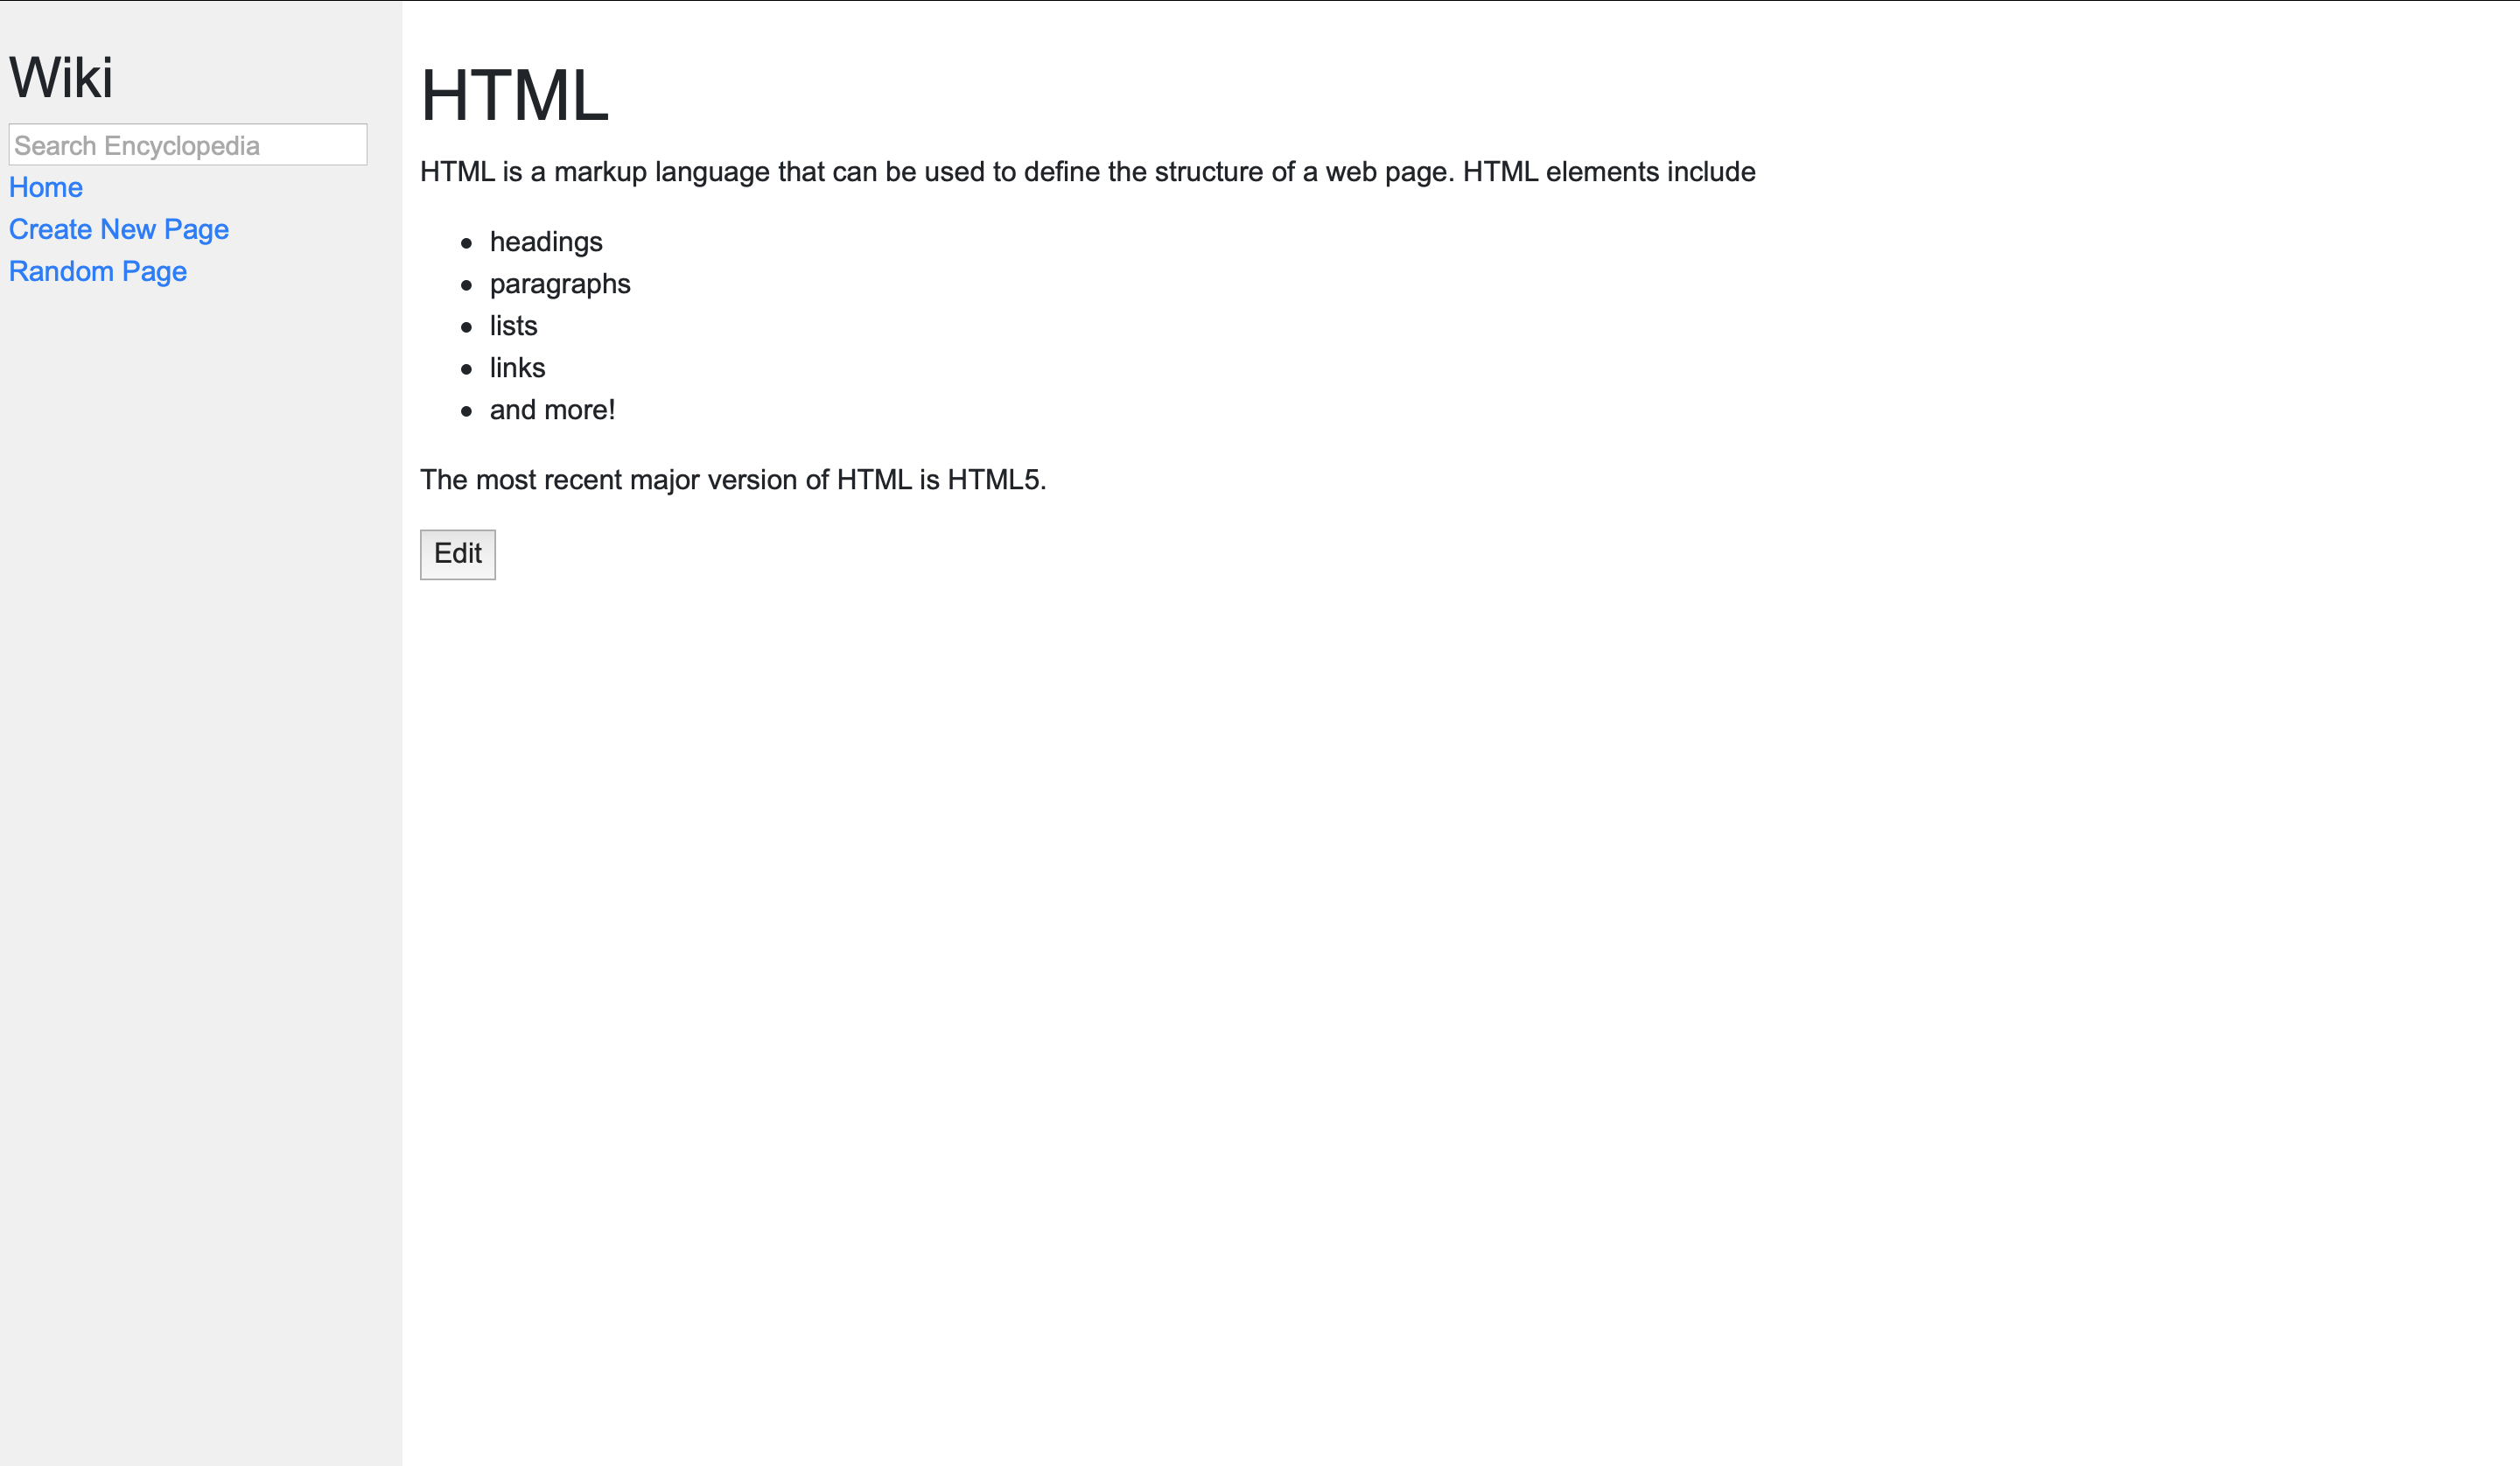 Wiki
Search Encyclopedia
Home
Create New Page
Random Page
HTML
HTML is a markup language that can be used to define the structure of a web page. HTML elements include
headings
paragraphs
lists
links
and more!
The most recent major version of HTML is HTML5.
Edit